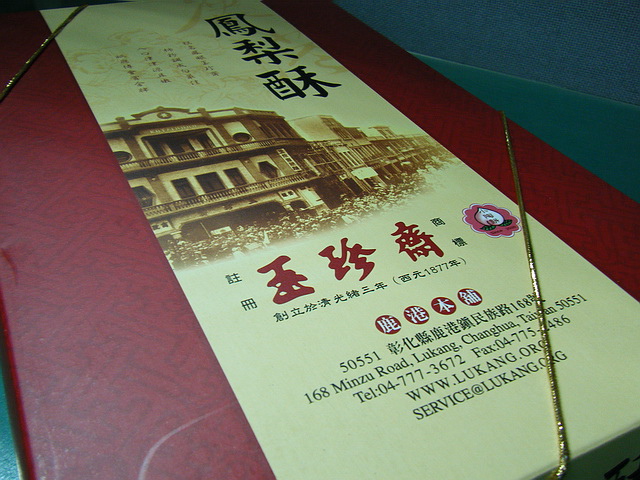 鳳梨酥
註冊
玉珍齋
商標
創立於清光緒三年(西元1877年)
鹿港本舖
50551 彰化縣鹿港鎮民族路168號
168 Minzu Road, Lukang, Changhua, Taiwan 50551
Tel:04-777-3672 Fax:04-775-2486
WWW.LUKANG.ORG
SERVICE@LUKANG.ORG